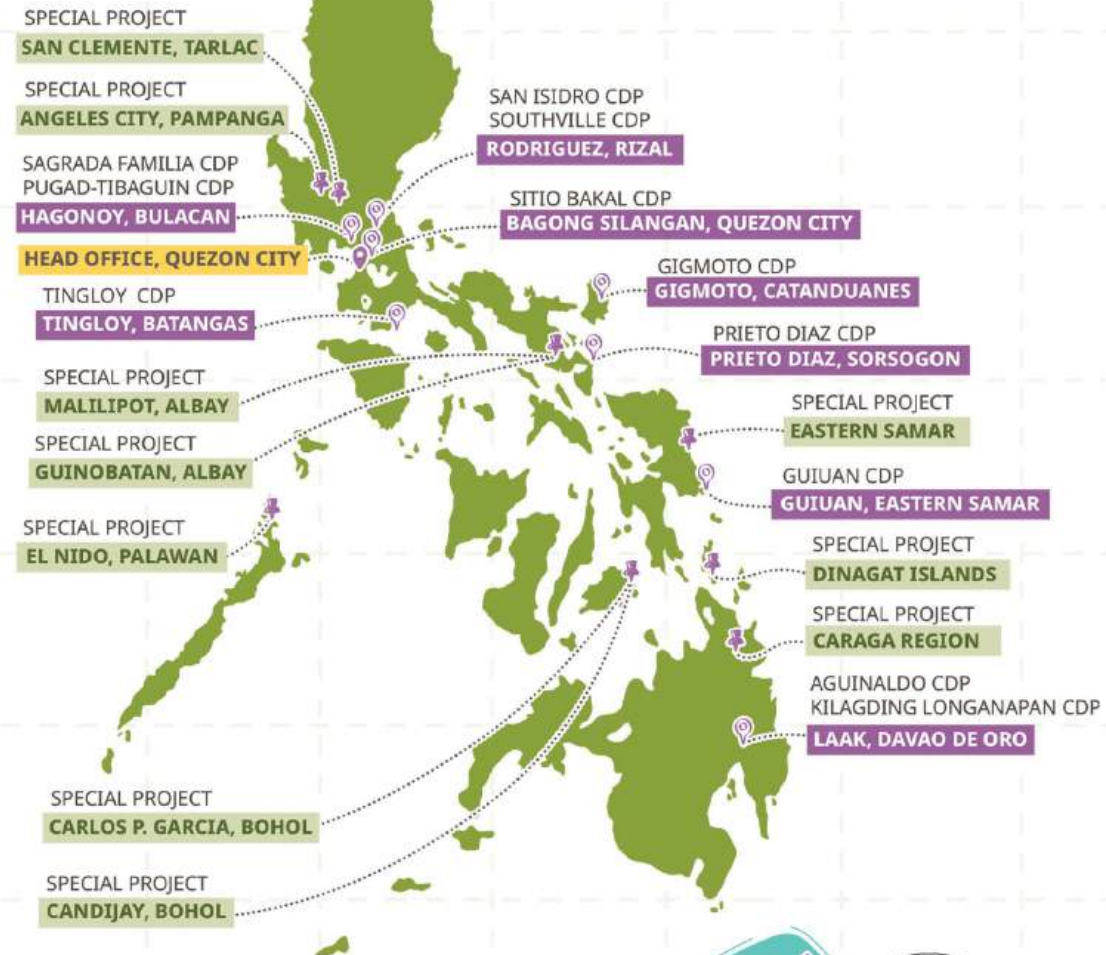 SPECIAL PROJECT
SAN CLEMENTE, TARLAC
SPECIAL PROJECT
ANGELES CITY, PAMPANGA
SAGRADA FAMILIA CDP
PUGAD-TIBAGUIN CDP
HAGONOY, BULACAN
HEAD OFFICE, QUEZON CITY
TINGLOY CDP
TINGLOY, BATANGAS
SPECIAL PROJECT
MALILIPOT, ALBAY
SPECIAL PROJECT
GUINOBATAN, ALBAY
SPECIAL PROJECT
EL NIDO, PALAWAN
SPECIAL PROJECT
CARLOS P. GARCIA, BOHOL
SPECIAL PROJECT
CANDIJAY, BOHOL
SAN ISIDRO CDP
SOUTHVILLE CDP
RODRIGUEZ, RIZAL
SITIO BAKAL CDP
BAGONG SILANGAN, QUEZON CITY
GIGMOTO CDP
GIGMOTO, CATANDUANES
PRIETO DIAZ CDP
PRIETO DIAZ, SORSOGON
SPECIAL PROJECT
EASTERN SAMAR
GUIUAN CDP
GUIUAN, EASTERN SAMAR
SPECIAL PROJECT
DINAGAT ISLANDS
SPECIAL PROJECT
CARAGA REGION
AGUINALDO CDP
KILAGDING LONGANAPAN CDP
LAAK, DAVAO DE ORO